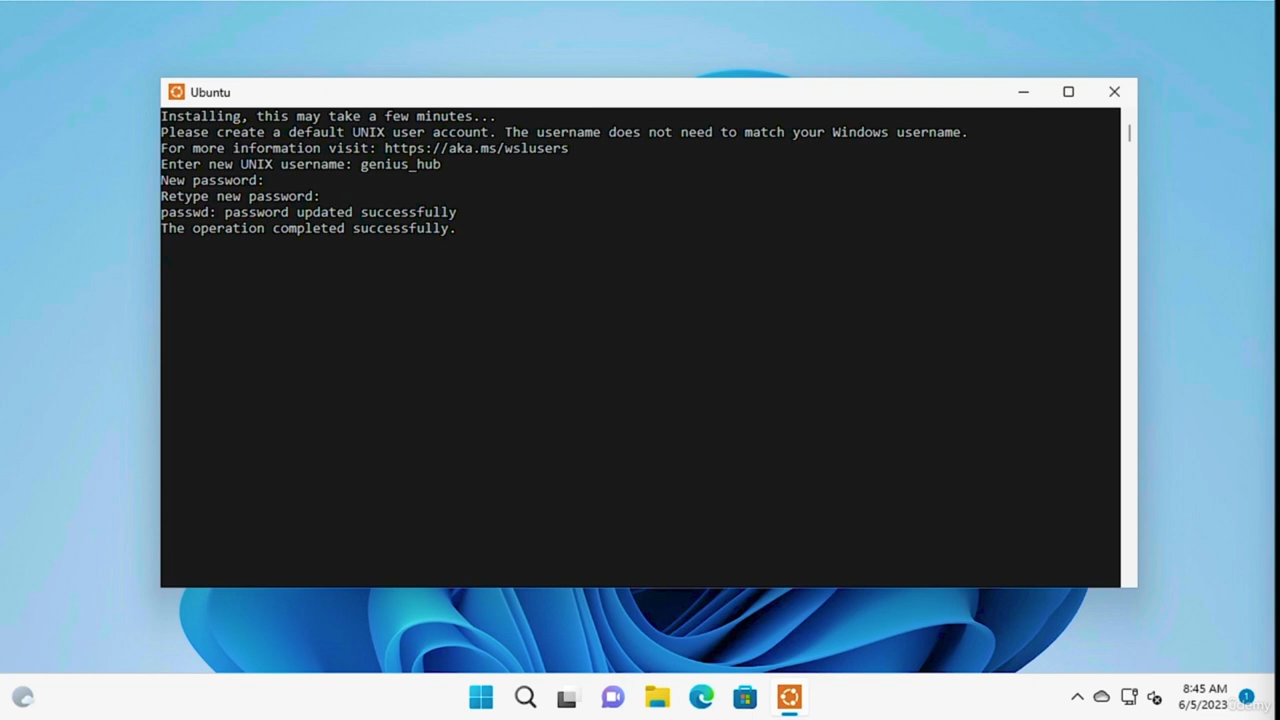 Ubuntu
Installing, this may take a few minutes...
Please create a default UNIX user account. The username does not need to match your Windows username.
For more information visit: https://aka.ms/wslusers
Enter new UNIX username: genius_hub
New password:
Retype new password:
passwd: password updated successfully
The operation completed successfully.
8:45 AM
6/5/2023
1
Udemy